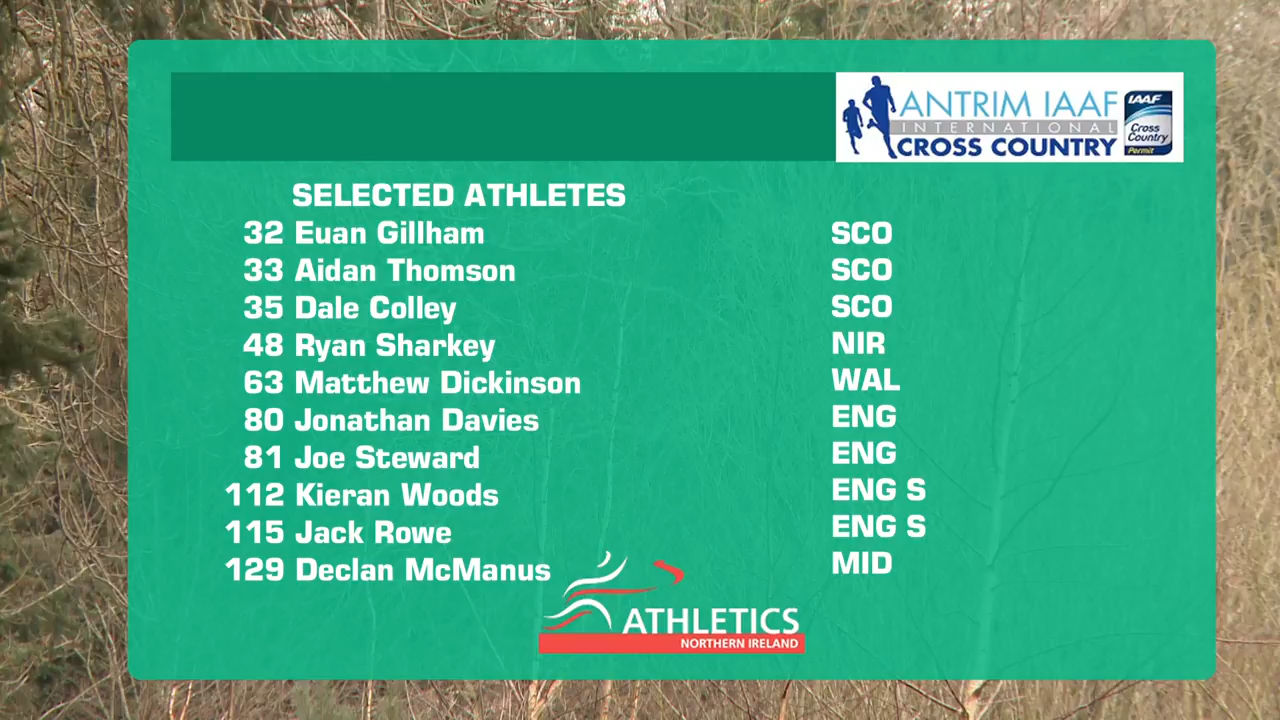 ANTRIM IAAF
INTERNATIONAL
CROSS COUNTRY
IAAF
Cross
Country
Permit
SELECTED ATHLETES
32 Euan Gillham SCO
33 Aidan Thomson SCO
35 Dale Colley SCO
48 Ryan Sharkey NIR
63 Matthew Dickinson WAL
80 Jonathan Davies ENG
81 Joe Steward ENG
112 Kieran Woods ENG S
115 Jack Rowe ENG S
129 Declan McManus MID
ATHLETICS
NORTHERN IRELAND